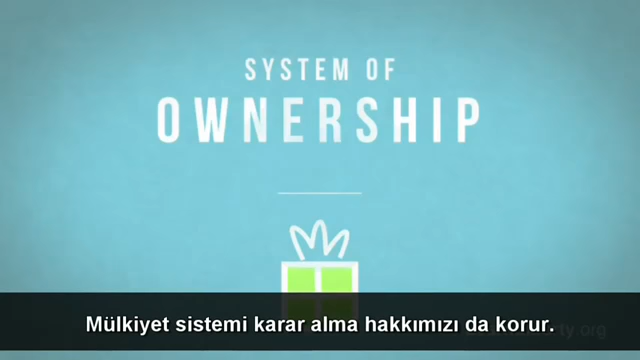 SYSTEM OF
OWNERSHIP
Mülkiyet sistemi karar alma hakkımızı da korur.